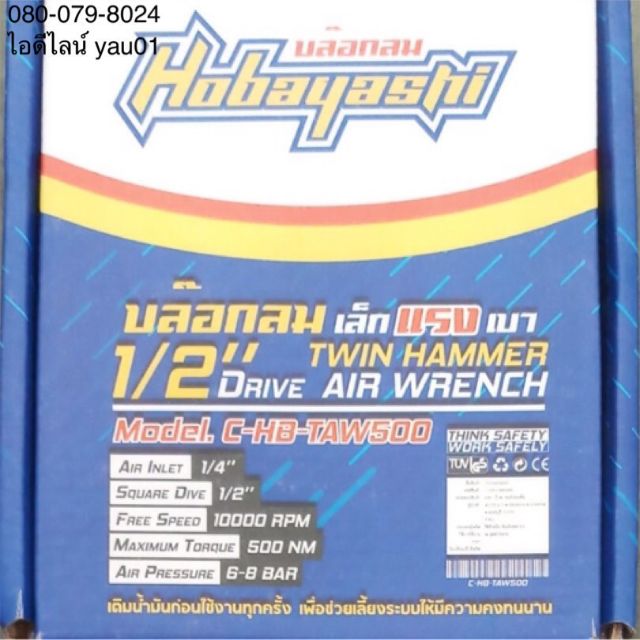 080-079-8024
ไอดีไลน์ yau01
บล๊อกลม
Hobayashi
บล๊อกลม เล็ก แรง เบา
1/2" DRIVE TWIN HAMMER AIR WRENCH
Model. C-HB-TAW500
AIR INLET 1/4"
SQUARE DIVE 1/2"
FREE SPEED 10000 RPM
MAXIMUM TORQUE 500 NM
AIR PRESSURE 6-8 BAR
THINK SAFETY
WORK SAFELY
TUV GS CE
C-HB-TAW500
เติมน้ำมันก่อนใช้งานทุกครั้ง เพื่อช่วยเลี้ยงระบบให้มีความคงทนนาน